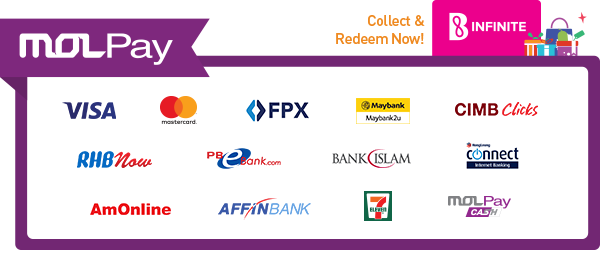 MOLPay
Collect &
Redeem Now!
B INFINITE
VISA
mastercard.
FPX
Maybank
Maybank2u
CIMB Clicks
RHB Now
PBebank.com
BANK ISLAM
HongLeong
connect
Internet Banking
AmOnline
AFFINBANK
7 ELEVEN
MOLPay
CASH